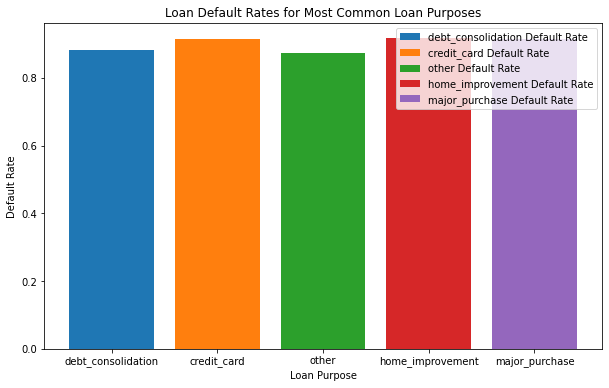 Loan Default Rates for Most Common Loan Purposes
debt_consolidation Default Rate
credit_card Default Rate
other Default Rate
home_improvement Default Rate
major_purchase Default Rate
Default Rate
0.8
0.6
0.4
0.2
0.0
debt_consolidation
credit_card
other
home_improvement
major_purchase
Loan Purpose